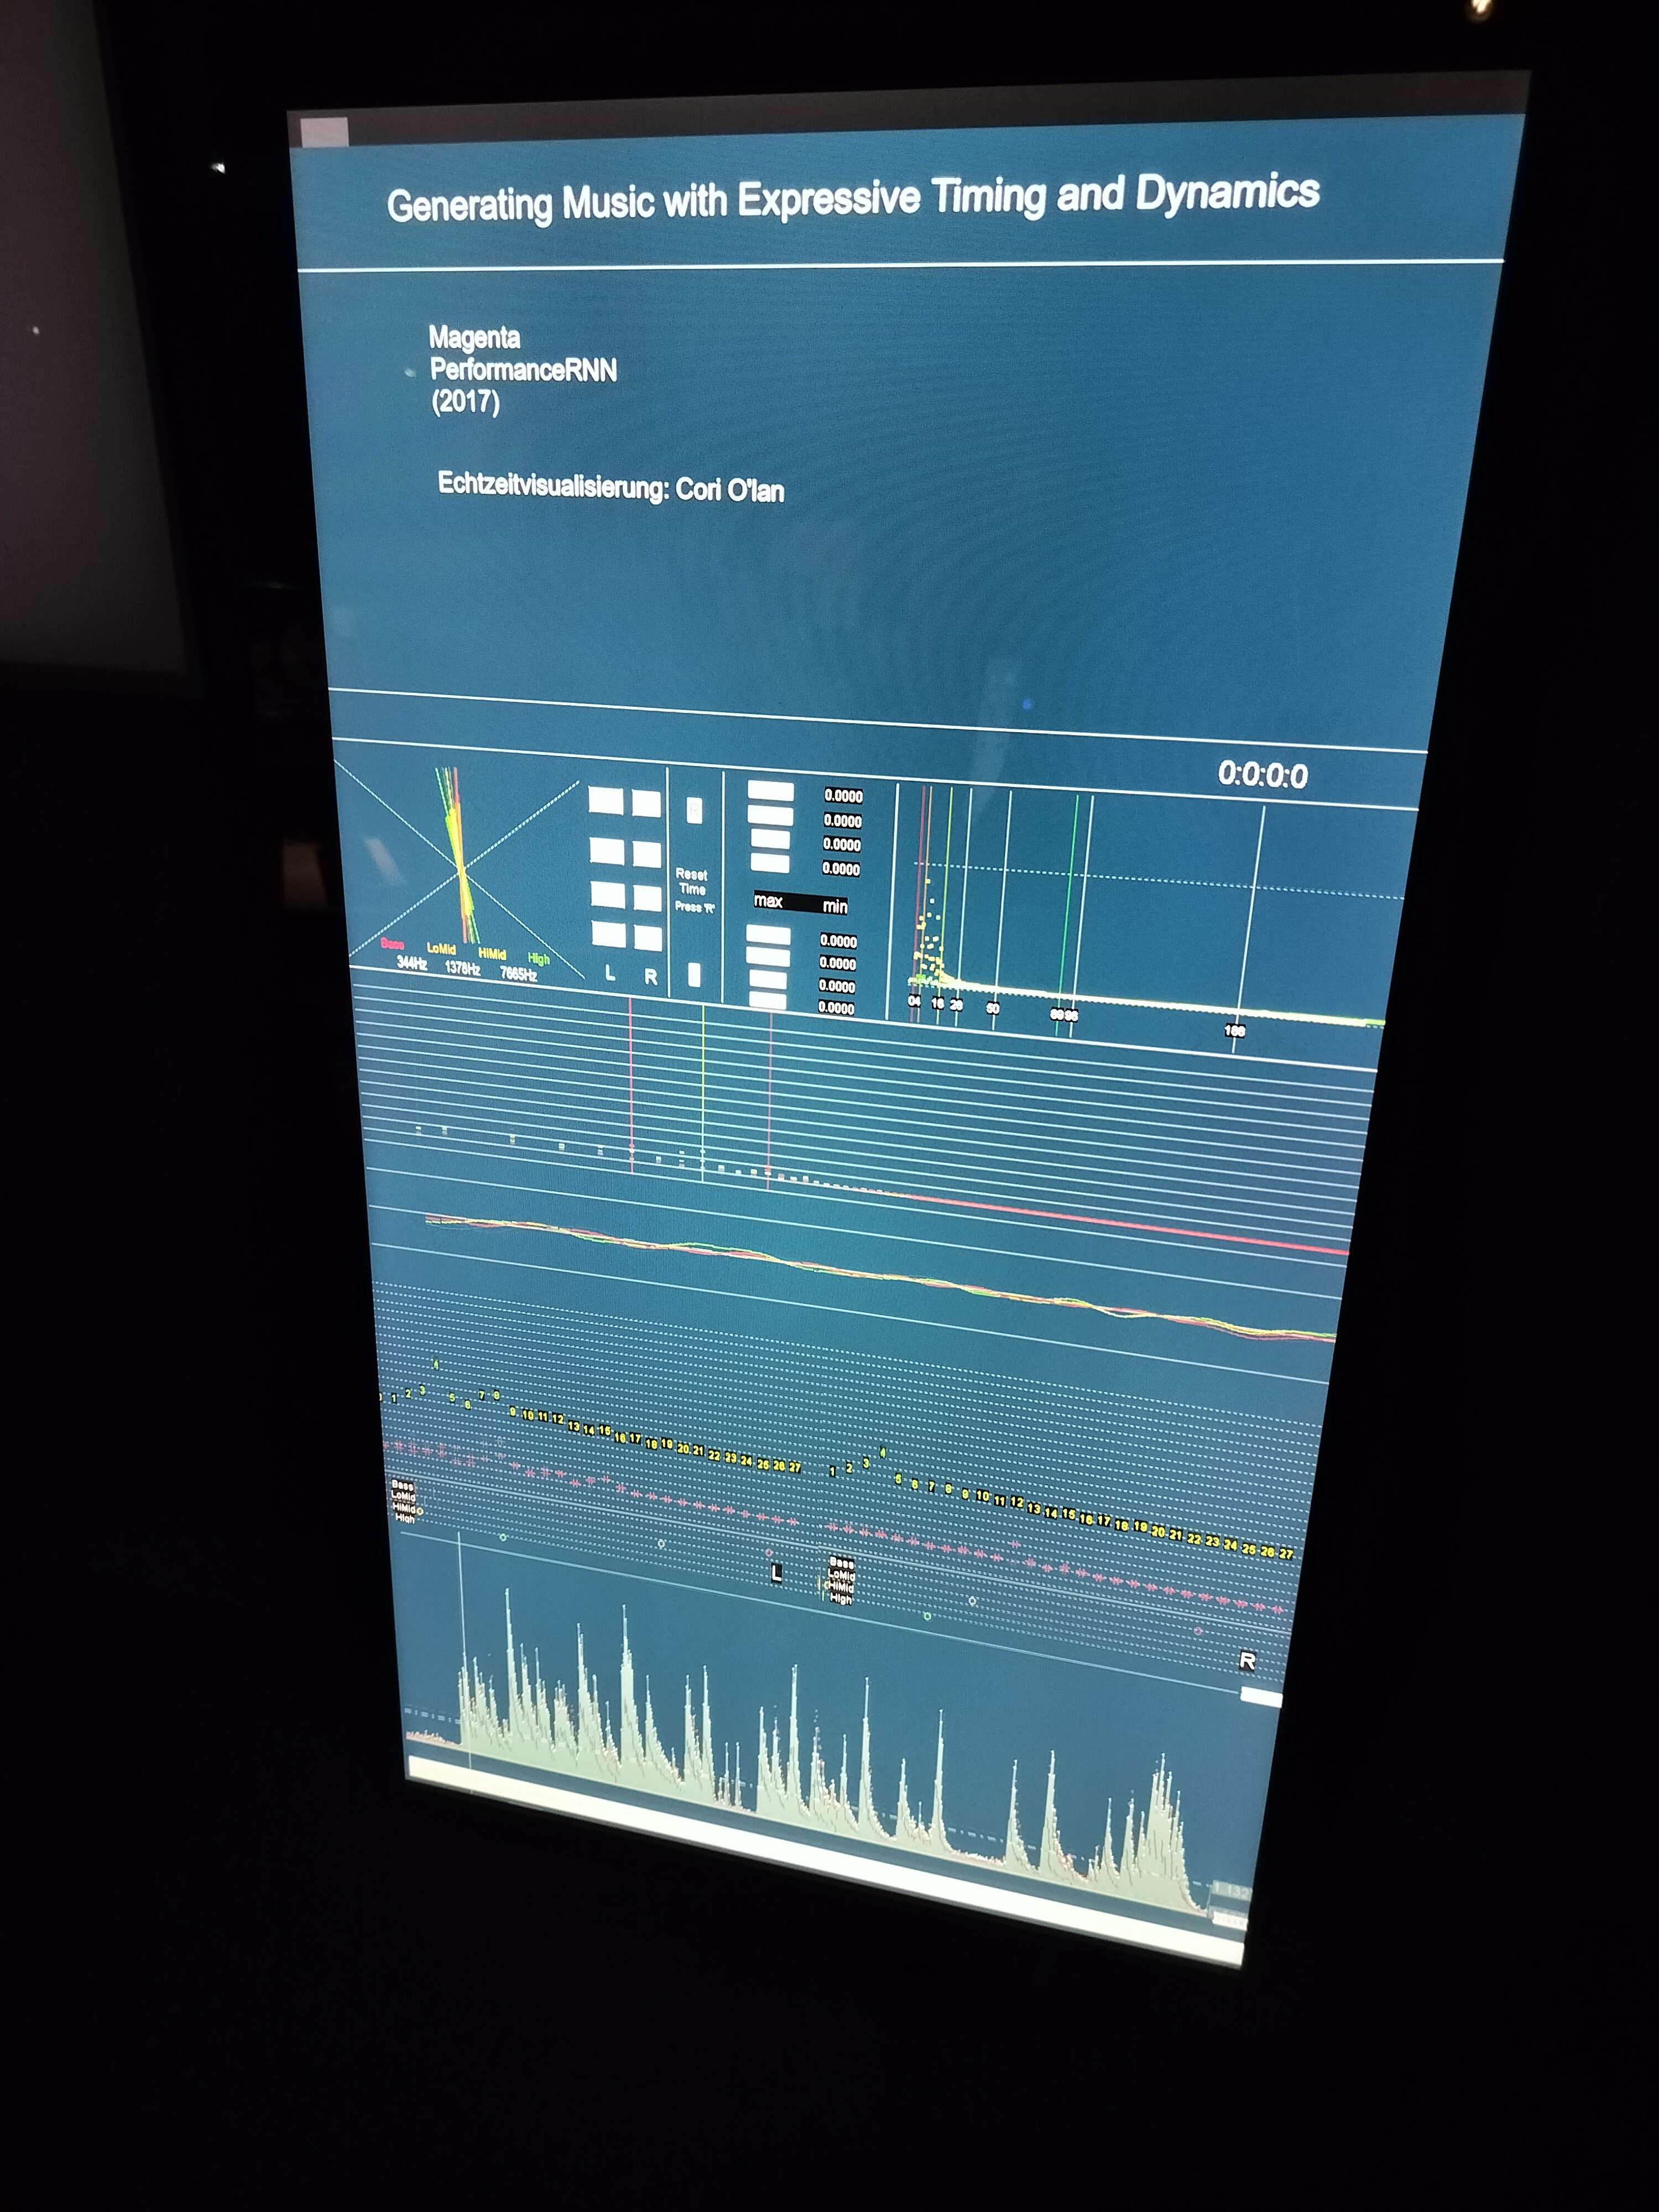 Generating Music with Expressive Timing and Dynamics
Magenta
PerformanceRNN
(2017)
Echtzeitvisualisierung: Cori O'Ian
0:0:0:0
0.0000
0.0000
0.0000
0.0000
Reset
Time
Press 'R'
max min
0.0000
0.0000
0.0000
0.0000
Bass LoMid HiMid High
344Hz 1378Hz 7665Hz
L R
04 16 26 50 166
1 2 3 4 5 6 7 8 9 10 11 12 13 14 15 16 17 18 19 20 21 22 23 24 25 26 27
1 2 3 4 5 6 7 8 9 10 11 12 13 14 15 16 17 18 19 20 21 22 23 24 25 26 27
Bass
LoMid
HiMid
High
L
Bass
LoMid
HiMid
High
R